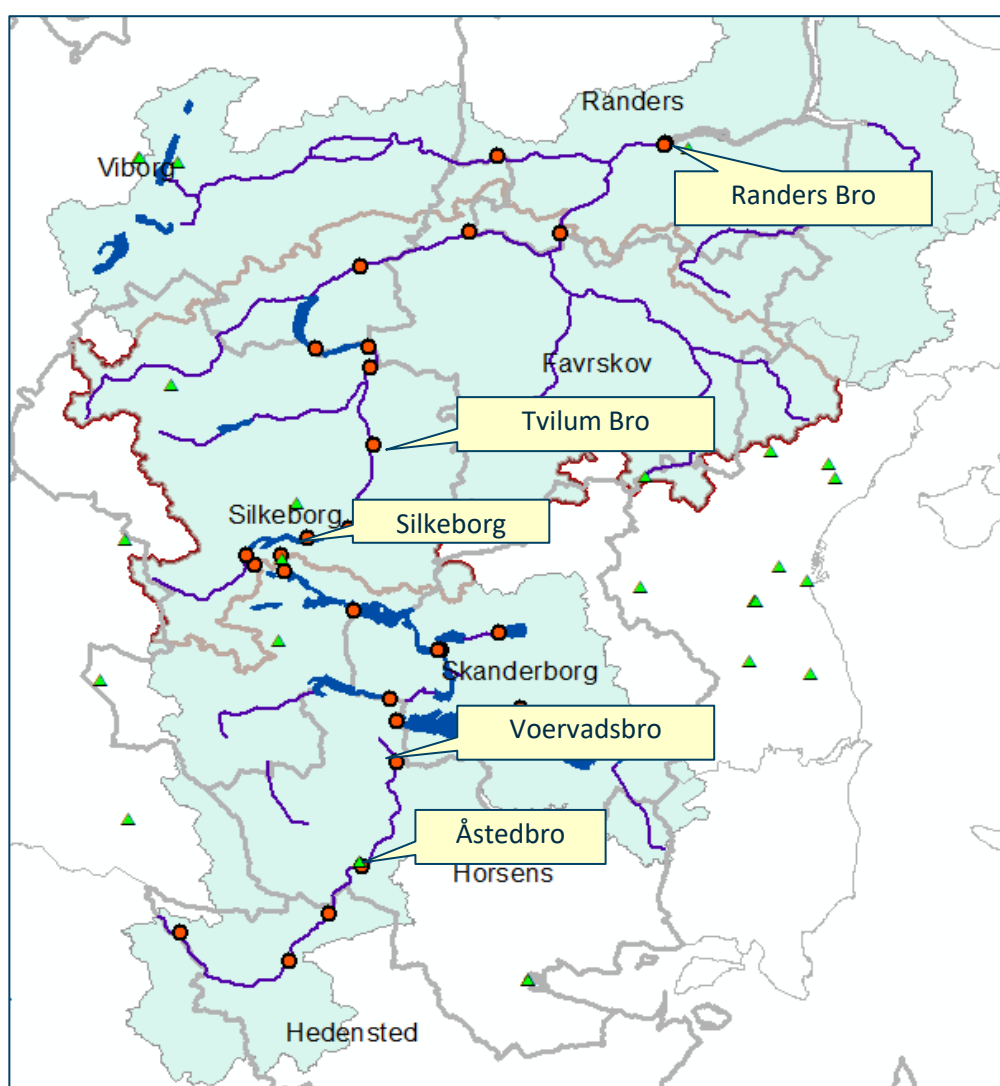 Randers
Viborg
Randers Bro
Favrskov
Tvilum Bro
Silkeborg
Silkeborg
Skanderborg
Voervadsbro
Åstedbro
Horsens
Hedensted